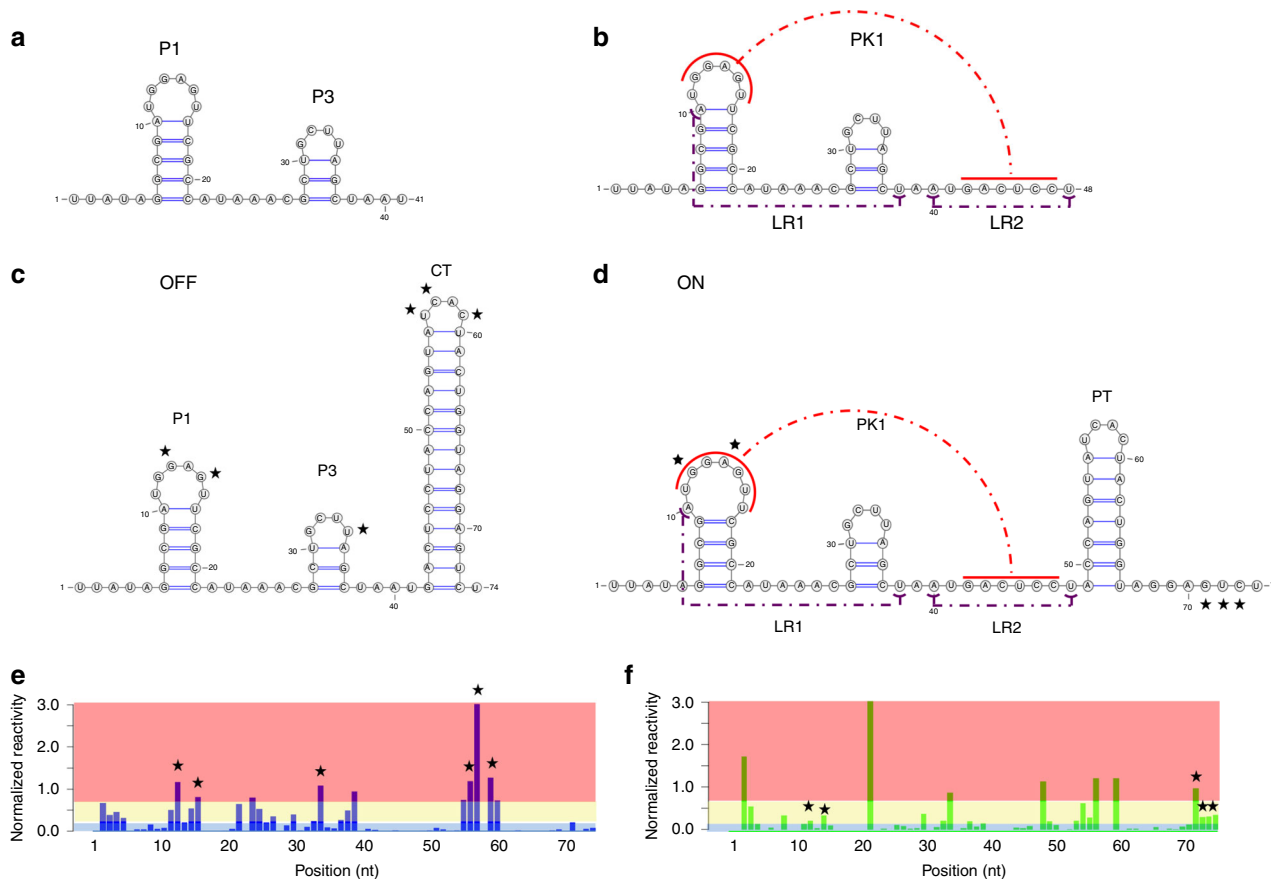 a
P1
P3
10
20
30
1
UUAUAGGCGAUGGAGUUCGCCAUAAACGCUGCUUAGCUAAU
41
40
b
PK1
10
20
30
1
UUAUAGGCGAUGGAGUUCGCCAUAAACGCUGCUUAGCUAAUGACUCCU
48
40
LR1
LR2
c
OFF
CT
P1
P3
10
20
30
50
60
70
1
UUAUAGGCGAUGGAGUUCGCCAUAAACGCUGCUUAGCUAAUGACUCCUACCAGUAUCACUACUGGUAGGAGUCU
74
40
d
ON
PK1
PT
10
20
30
50
60
1
UUAUAGGCGAUGGAGUUCGCCAUAAACGCUGCUUAGCUAAUGACUCCUACCAGUAUCACUACUGGUAGGAGUCU
40
70
LR1
LR2
e
Normalized reactivity
3.0
2.0
1.0
0.0
1 10 20 30 40 50 60 70
Position (nt)
f
Normalized reactivity
3.0
2.0
1.0
0.0
1 10 20 30 40 50 60 70
Position (nt)